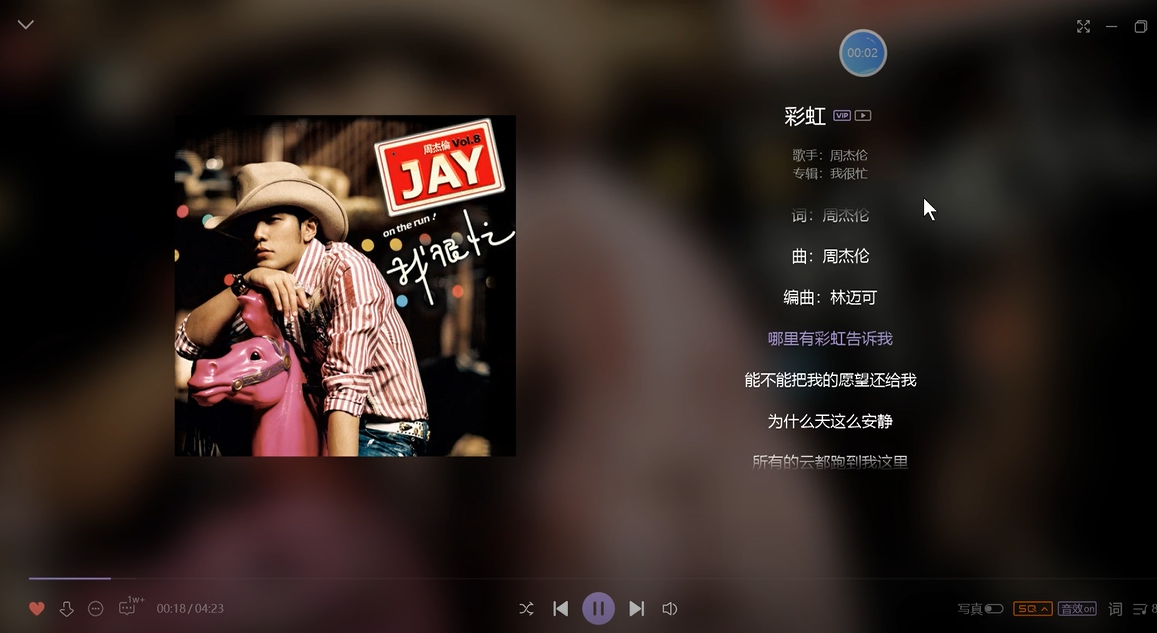 00:02
彩虹 VIP
歌手：周杰伦
专辑：我很忙
周杰倫 Vol.8
JAY
on the run!
我很忙
词：周杰伦
曲：周杰伦
编曲：林迈可
哪里有彩虹告诉我
能不能把我的愿望还给我
为什么天这么安静
所有的云都跑到我这里
1w+
00:18 / 04:23
写真
SQ
音效on
词
8